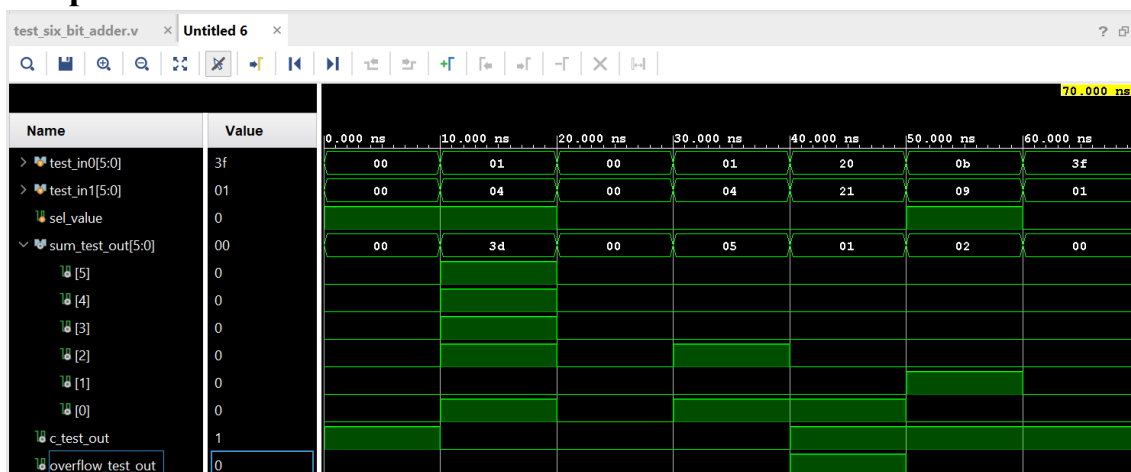 test_six_bit_adder.v × Untitled 6 × ?
70.000 ns
Name Value 0.000 ns 10.000 ns 20.000 ns 30.000 ns 40.000 ns 50.000 ns 60.000 ns
> test_in0[5:0] 3f 00 01 00 01 20 0b 3f
> test_in1[5:0] 01 00 04 00 04 21 09 01
sel_value 0
sum_test_out[5:0] 00 00 3d 00 05 01 02 00
[5] 0
[4] 0
[3] 0
[2] 0
[1] 0
[0] 0
c_test_out 1
overflow_test_out 0